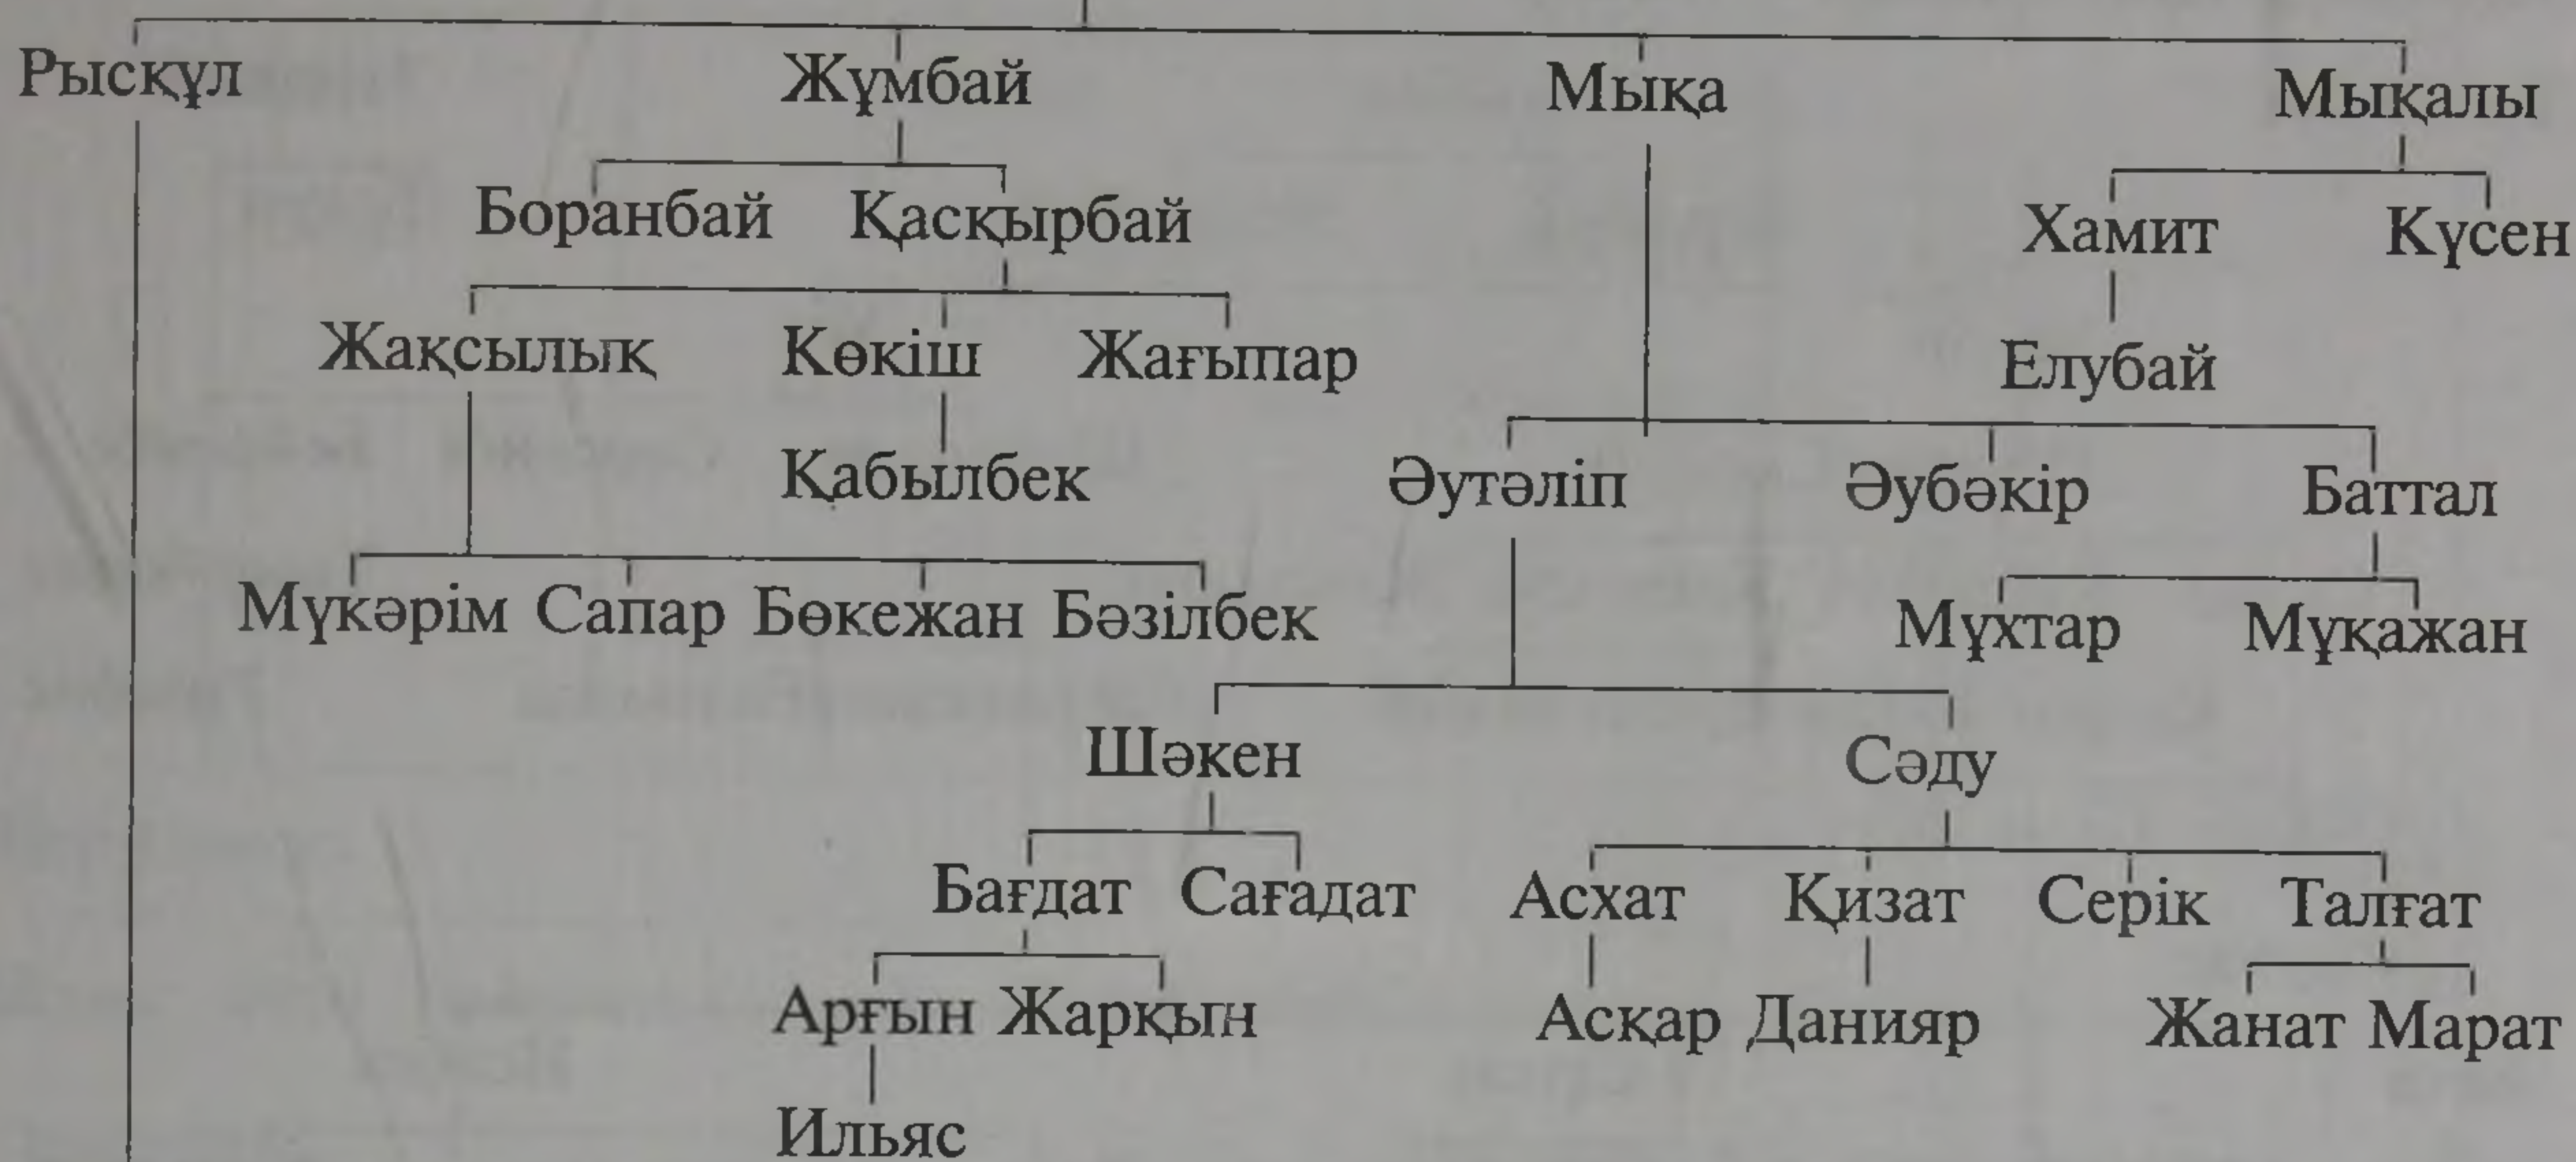 Рысқұл Жұмбай Мықа Мықалы
Боранбай Қасқырбай Хамит Күсен
Жақсылық Көкіш Жағыпар Елубай
Қабылбек Әутәліп Әубәкір Баттал
Мүкәрім Сапар Бөкежан Бәзілбек Мұхтар Мұқажан
Шәкен Сәду
Бағдат Сағадат Асхат Қизат Серік Талғат
Арғын Жарқын Асқар Данияр Жанат Марат
Ильяс